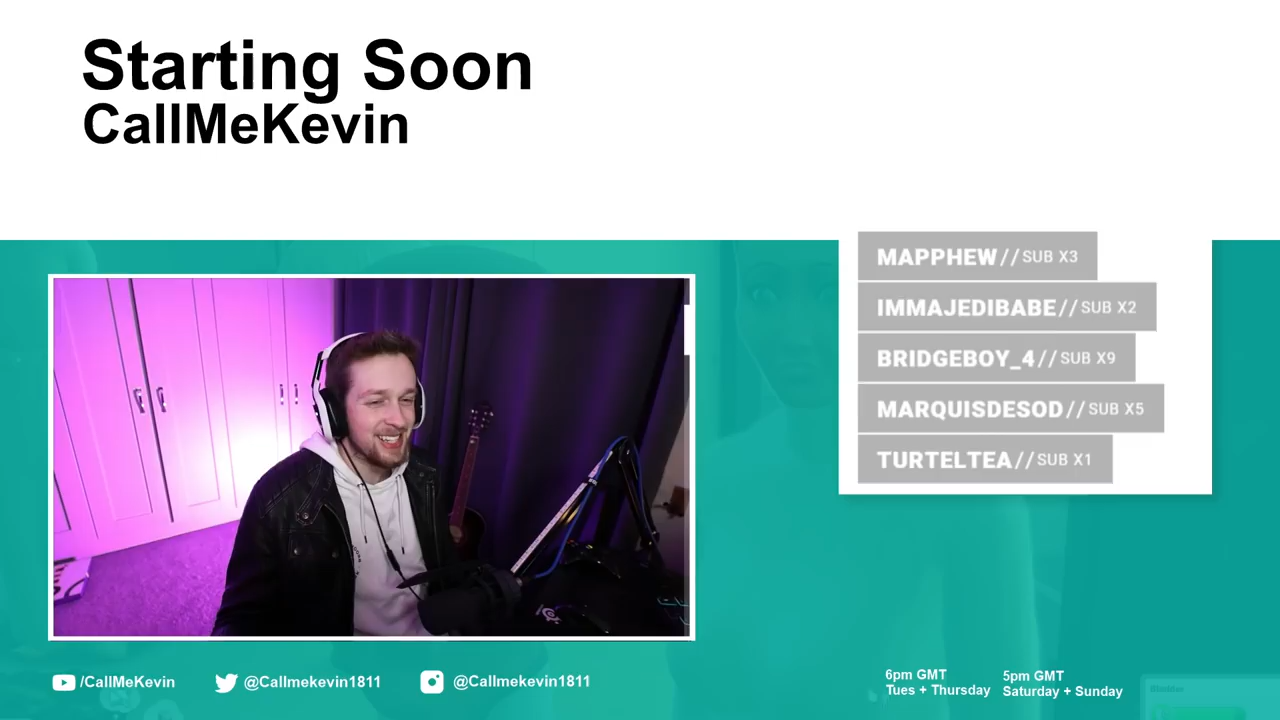 Starting Soon
CallMeKevin
MAPPHEW//SUB X3
IMMAJEDIBABE//SUB X2
BRIDGEBOY_4//SUB X9
MARQUISDESOD//SUB X5
TURTELTEA//SUB X1
/CallMeKevin
@Callmekevin1811
@Callmekevin1811
6pm GMT
Tues + Thursday
5pm GMT
Saturday + Sunday